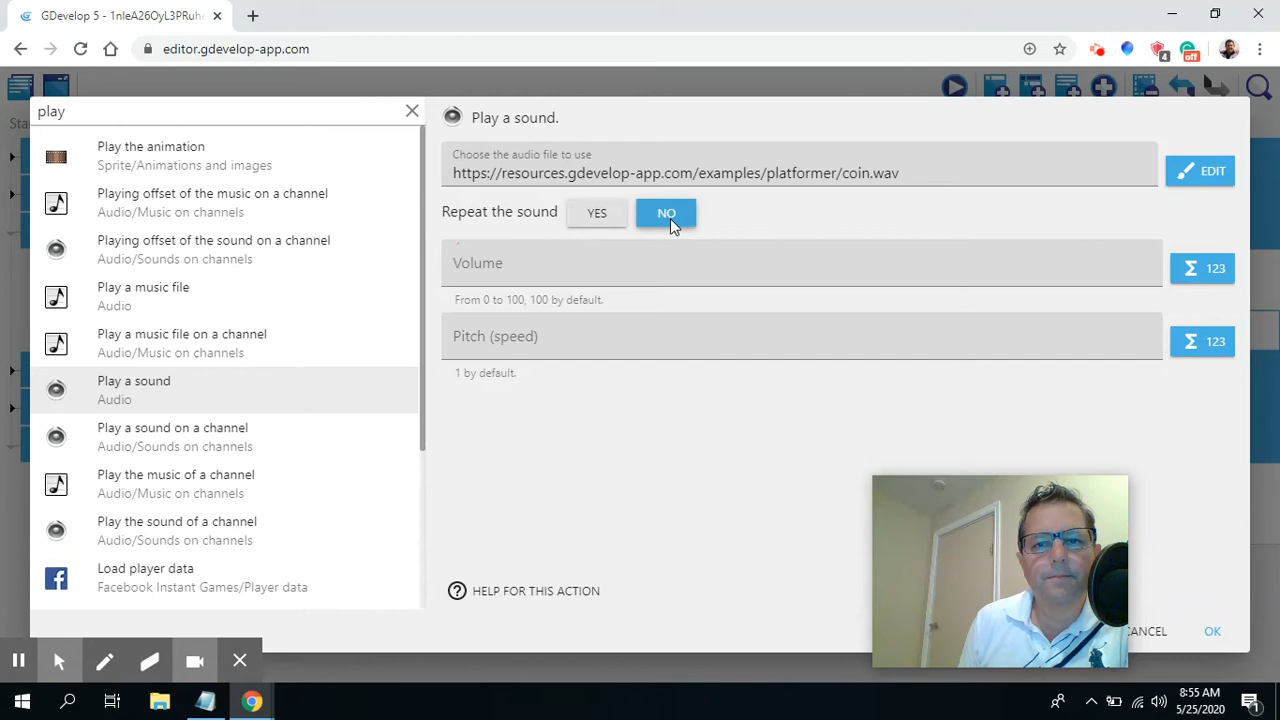 GDevelop 5 - 1nIeA26OyL3PRuh
editor.gdevelop-app.com
4
off
play
Play a sound.
Play the animation
Sprite/Animations and images
Choose the audio file to use
https://resources.gdevelop-app.com/examples/platformer/coin.wav
EDIT
Playing offset of the music on a channel
Audio/Music on channels
Repeat the sound
YES
NO
Playing offset of the sound on a channel
Audio/Sounds on channels
Volume
123
From 0 to 100, 100 by default.
Play a music file
Audio
Play a music file on a channel
Audio/Music on channels
Pitch (speed)
123
1 by default.
Play a sound
Audio
Play a sound on a channel
Audio/Sounds on channels
Play the music of a channel
Audio/Music on channels
Play the sound of a channel
Audio/Sounds on channels
Load player data
Facebook Instant Games/Player data
HELP FOR THIS ACTION
CANCEL
OK
8:55 AM
5/25/2020
1